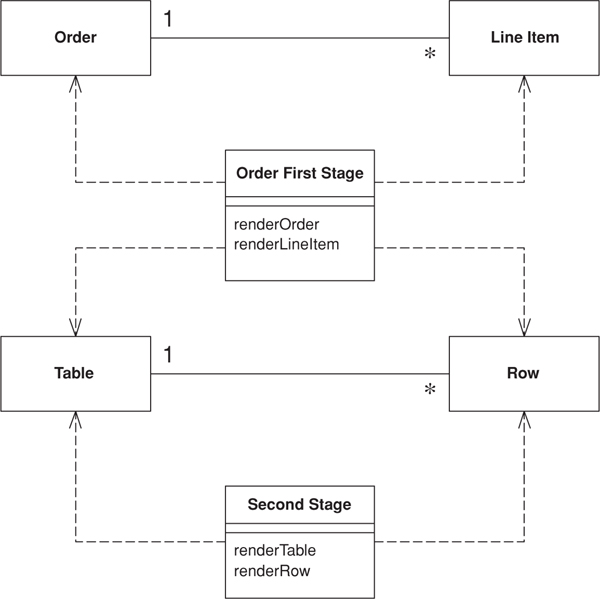 Order
1
*
Line Item
Order First Stage
renderOrder
renderLineItem
Table
1
*
Row
Second Stage
renderTable
renderRow